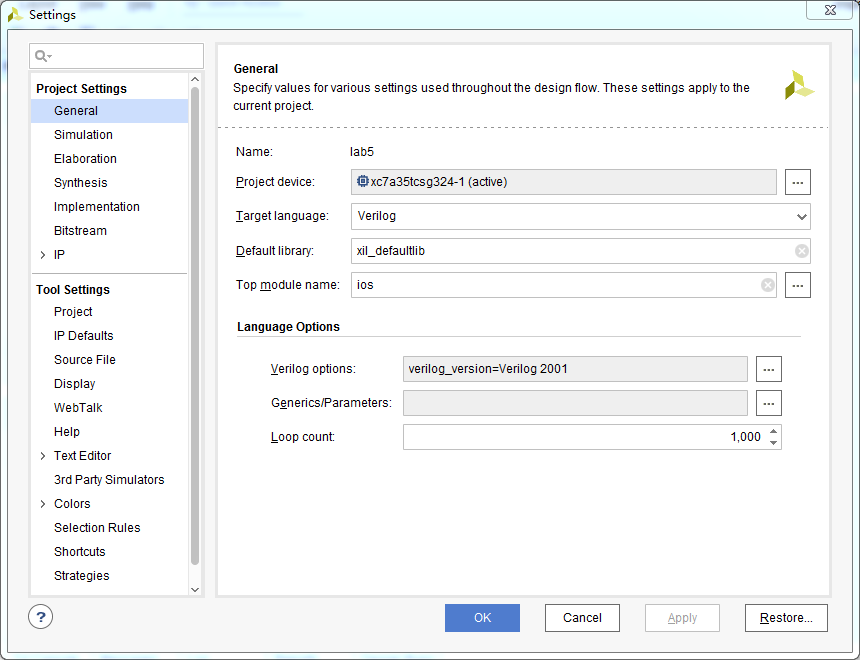 Settings
Project Settings
General
Simulation
Elaboration
Synthesis
Implementation
Bitstream
IP
Tool Settings
Project
IP Defaults
Source File
Display
WebTalk
Help
Text Editor
3rd Party Simulators
Colors
Selection Rules
Shortcuts
Strategies
General
Specify values for various settings used throughout the design flow. These settings apply to the
current project.
Name: lab5
Project device: xc7a35tcsg324-1 (active) ...
Target language: Verilog
Default library: xil_defaultlib
Top module name: ios ...
Language Options
Verilog options: verilog_version=Verilog 2001 ...
Generics/Parameters: ...
Loop count: 1,000
? OK Cancel Apply Restore...